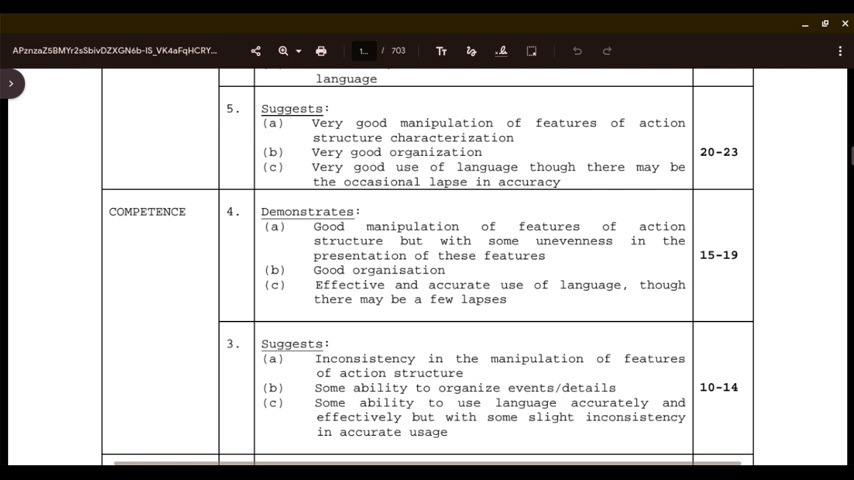 APznzaZ5BMYr2sSbivDZXGN6b-IS_VK4aFqHCRY...
1... / 703
language
5. Suggests:
(a) Very good manipulation of features of action
structure characterization
(b) Very good organization
(c) Very good use of language though there may be
the occasional lapse in accuracy
20-23
COMPETENCE 4. Demonstrates:
(a) Good manipulation of features of action
structure but with some unevenness in the
presentation of these features
(b) Good organisation
(c) Effective and accurate use of language, though
there may be a few lapses
15-19
3. Suggests:
(a) Inconsistency in the manipulation of features
of action structure
(b) Some ability to organize events/details
(c) Some ability to use language accurately and
effectively but with some slight inconsistency
in accurate usage
10-14